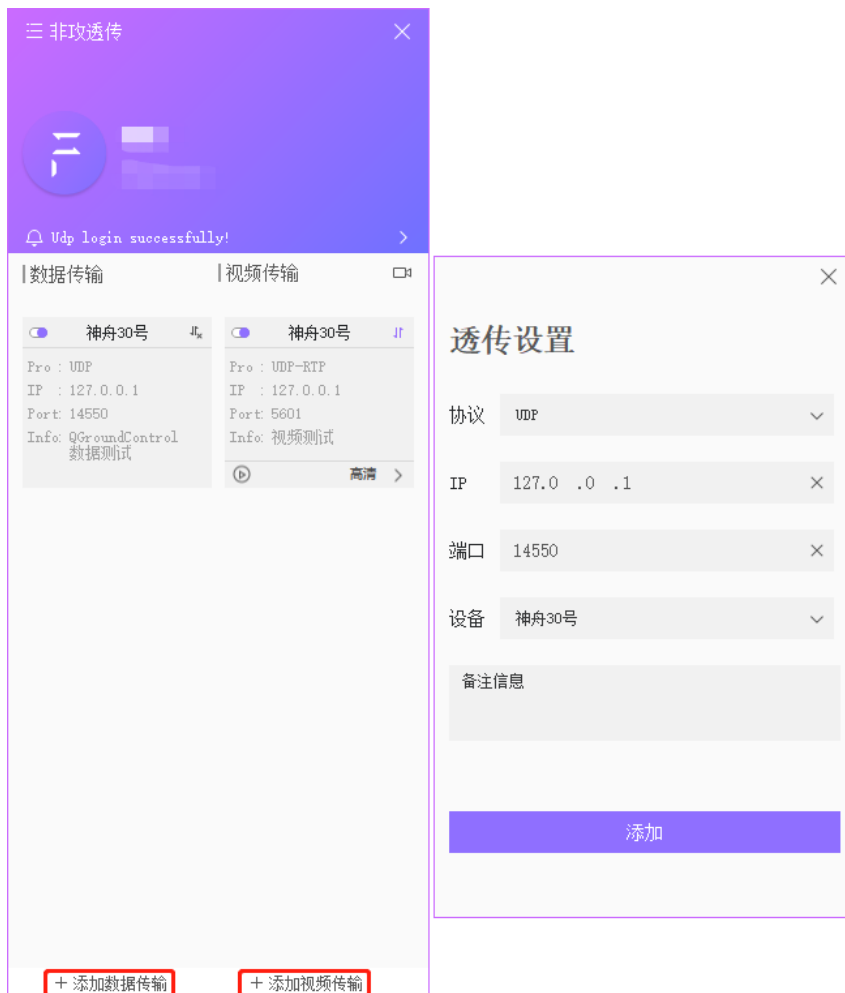 非攻透传
Udp login successfully!
数据传输
视频传输
神舟30号
Pro : UDP
IP : 127.0.0.1
Port: 14550
Info: QGroundControl
数据测试
神舟30号
Pro : UDP-RTP
IP : 127.0.0.1
Port: 5601
Info: 视频测试
高清
+ 添加数据传输
+ 添加视频传输
透传设置
协议 UDP
IP 127.0 .0 .1
端口 14550
设备 神舟30号
备注信息
添加